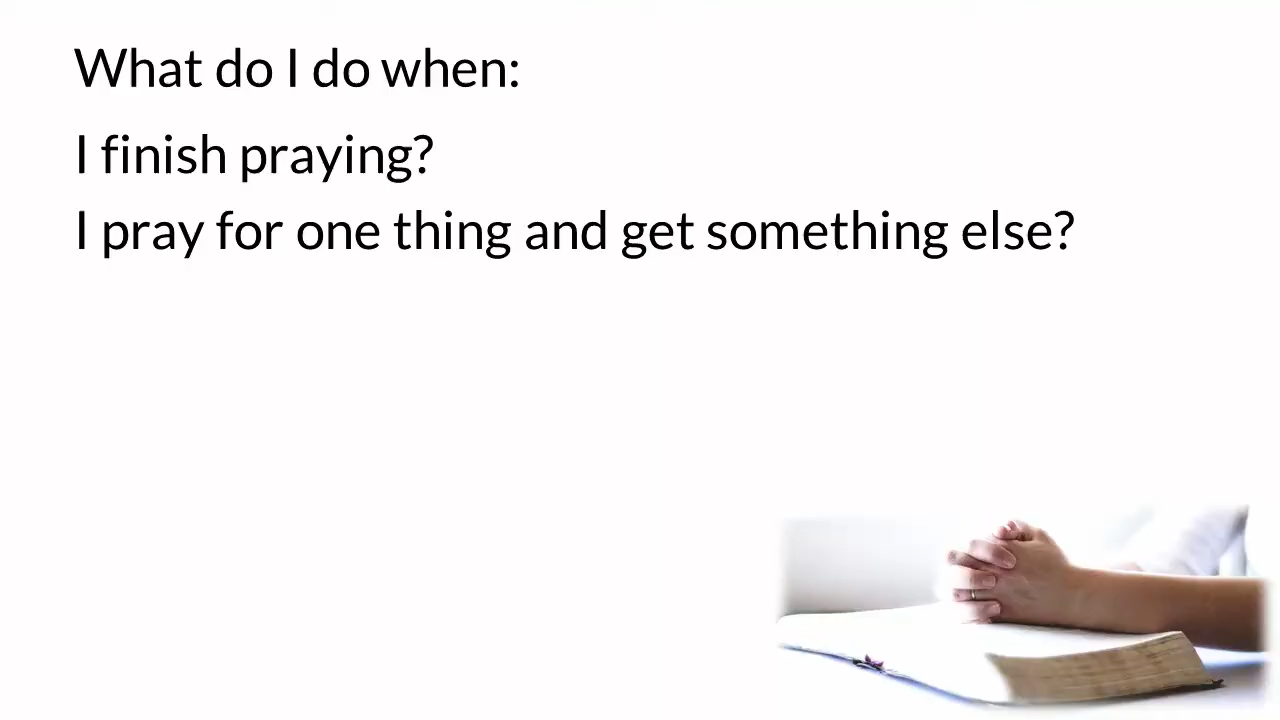 What do I do when:
I finish praying?
I pray for one thing and get something else?